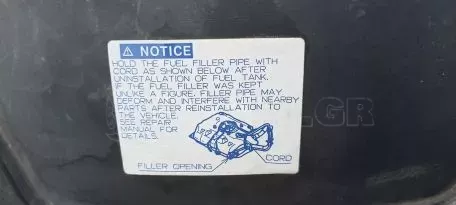 ⚠ NOTICE
HOLD THE FUEL FILLER PIPE WITH
CORD AS SHOWN BELOW AFTER
UNINSTALLATION OF FUEL TANK.
IF THE FUEL FILLER WAS KEPT
UNLIKE A FIGURE. FILLER PIPE MAY
DEFORM AND INTERFERE WITH NEARBY
PARTS AFTER REINSTALLATION TO
THE VEHICLE.
SEE REPAIR
MANUAL FOR
DETAILS.
FILLER OPENING
CORD
.GR